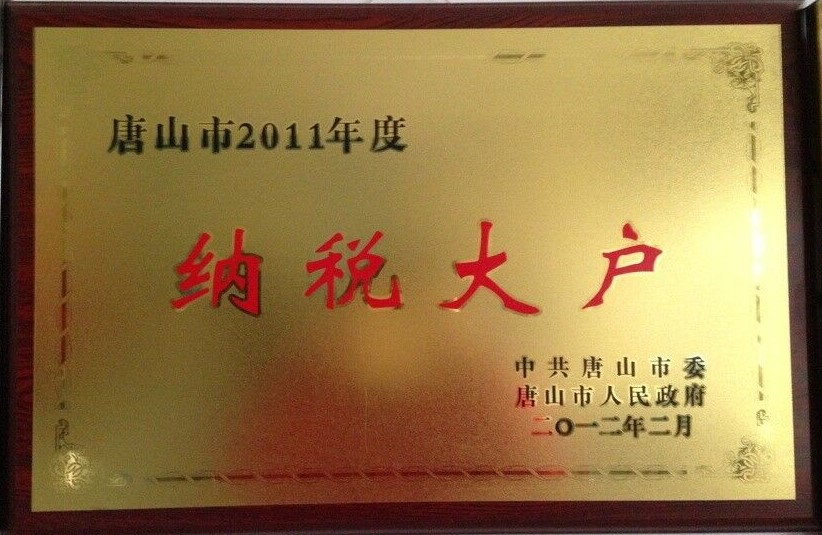 唐山市2011年度
纳税大户
中共唐山市委
唐山市人民政府
二〇一二年二月